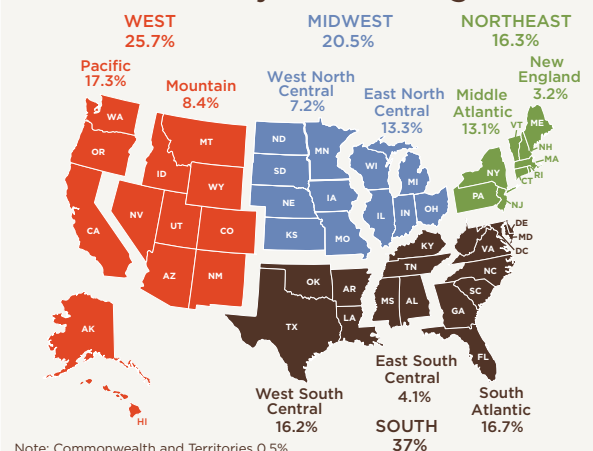 WEST
25.7%
MIDWEST
20.5%
NORTHEAST
16.3%
Pacific
17.3%
Mountain
8.4%
West North
Central
7.2%
East North
Central
13.3%
Middle
Atlantic
13.1%
New
England
3.2%
WA
OR
CA
NV
ID
MT
WY
UT
CO
AZ
NM
AK
HI
ND
SD
NE
KS
MN
IA
MO
WI
IL
MI
IN
OH
NY
PA
NJ
VT
ME
NH
MA
RI
CT
DE
MD
DC
VA
KY
TN
NC
SC
GA
FL
MS
AL
OK
AR
LA
TX
West South
Central
16.2%
East South
Central
4.1%
South
Atlantic
16.7%
SOUTH
37%
Note: Commonwealth and Territories 0.5%